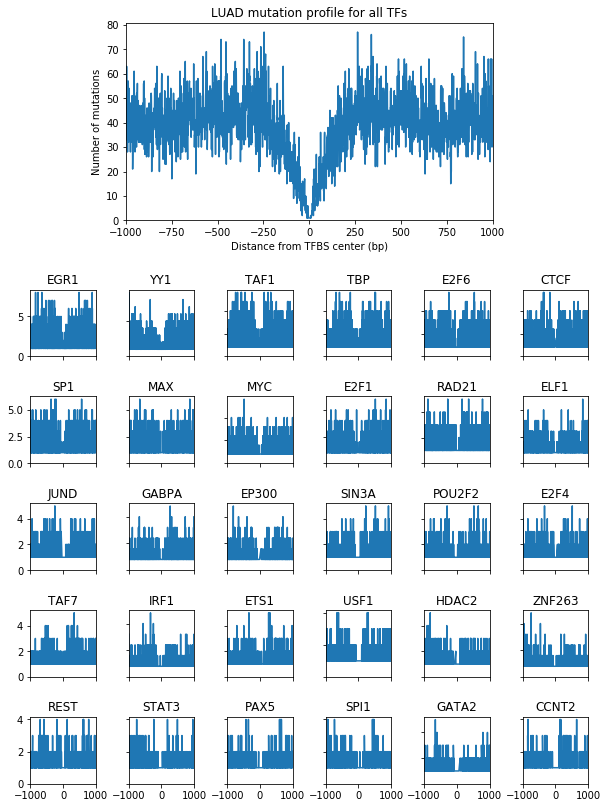 LUAD mutation profile for all TFs
80
70
60
50
40
30
20
10
0
Number of mutations
−1000 −750 −500 −250 0 250 500 750 1000
Distance from TFBS center (bp)
EGR1 YY1 TAF1 TBP E2F6 CTCF
5
0
SP1 MAX MYC E2F1 RAD21 ELF1
5.0
2.5
0.0
JUND GABPA EP300 SIN3A POU2F2 E2F4
4
2
0
TAF7 IRF1 ETS1 USF1 HDAC2 ZNF263
4
2
0
REST STAT3 PAX5 SPI1 GATA2 CCNT2
4
2
0
−1000 0 1000 −1000 0 1000 −1000 0 1000 −1000 0 1000 −1000 0 1000 −1000 0 1000